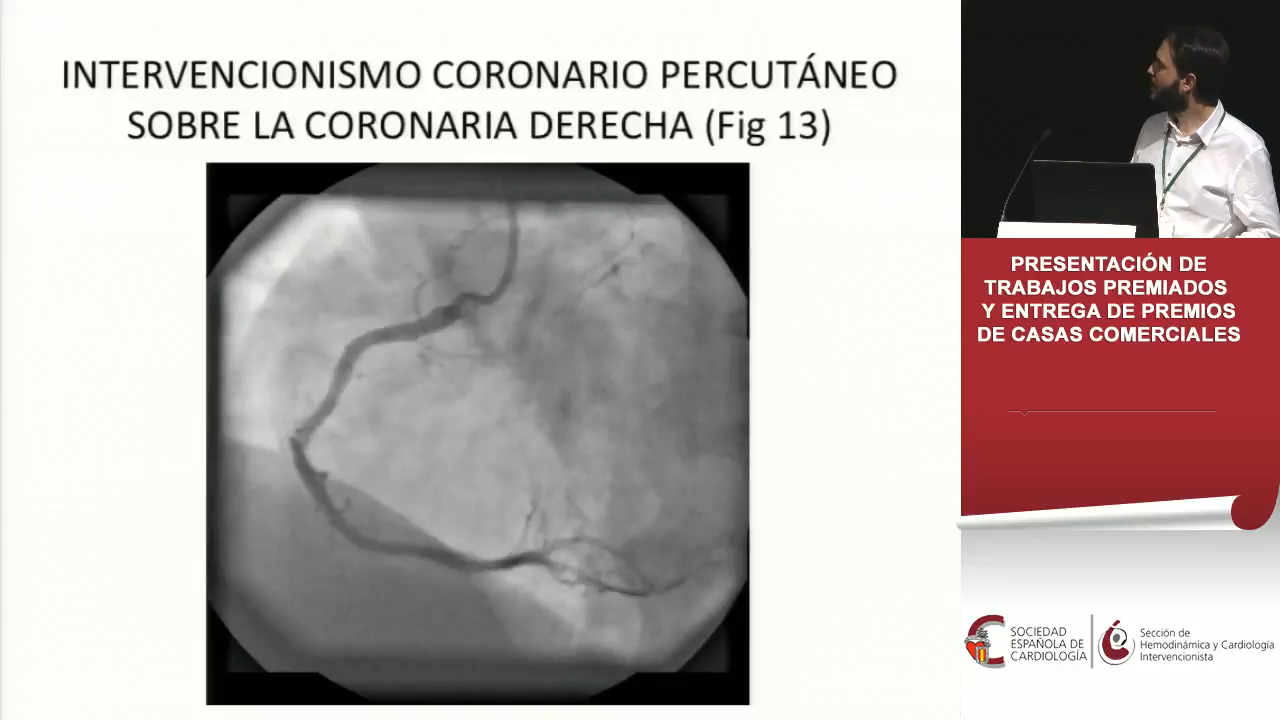 INTERVENCIONISMO CORONARIO PERCUTÁNEO
SOBRE LA CORONARIA DERECHA (Fig 13)
PRESENTACIÓN DE
TRABAJOS PREMIADOS
Y ENTREGA DE PREMIOS
DE CASAS COMERCIALES
SOCIEDAD
ESPAÑOLA DE
CARDIOLOGÍA
Sección de
Hemodinámica y Cardiología
Intervencionista